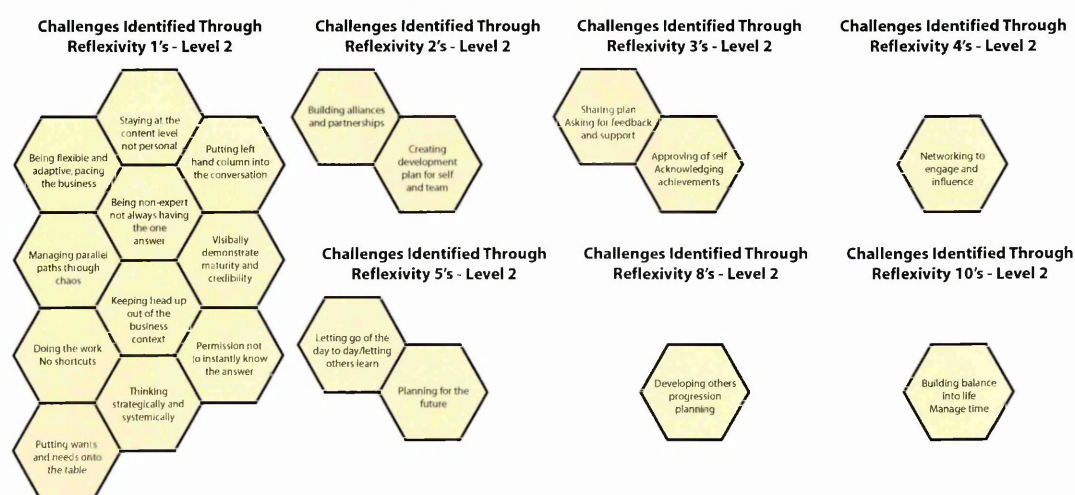 Challenges Identified Through
Reflexivity 1's - Level 2
Staying at the
content level
not personal
Being flexible and
adaptive, pacing
the business
Putting left
hand column into
the conversation
Being non-expert
not always having
the one
answer
Managing parallel
paths through
chaos
Visibally
demonstrate
maturity and
credibility
Keeping head up
out of the
business
context
Doing the work
No shortcuts
Permission not
to instantly know
the answer
Thinking
strategically and
systemically
Putting wants
and needs onto
the table
Challenges Identified Through
Reflexivity 2's - Level 2
Building alliances
and partnerships
Creating
development
plan for self
and team
Challenges Identified Through
Reflexivity 3's - Level 2
Sharing plan
Asking for feedback
and support
Approving of self
Acknowledging
achievements
Challenges Identified Through
Reflexivity 4's - Level 2
Networking to
engage and
influence
Challenges Identified Through
Reflexivity 5's - Level 2
Letting go of the
day to day/letting
others learn
Planning for the
future
Challenges Identified Through
Reflexivity 8's - Level 2
Developing others
progression
planning
Challenges Identified Through
Reflexivity 10's - Level 2
Building balance
into life
Manage time